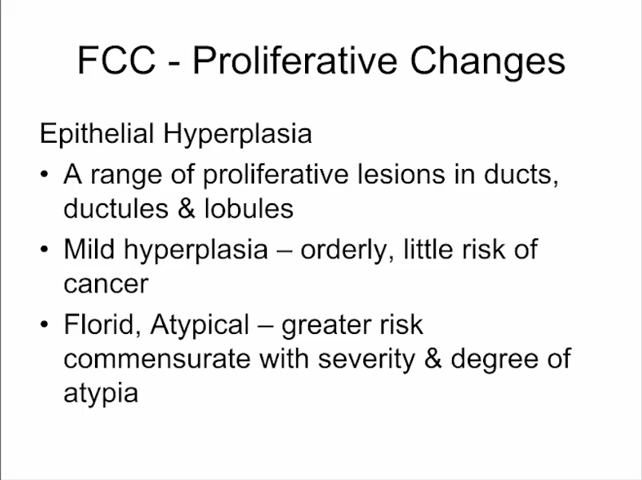 FCC - Proliferative Changes
Epithelial Hyperplasia
• A range of proliferative lesions in ducts,
ductules & lobules
• Mild hyperplasia – orderly, little risk of
cancer
• Florid, Atypical – greater risk
commensurate with severity & degree of
atypia